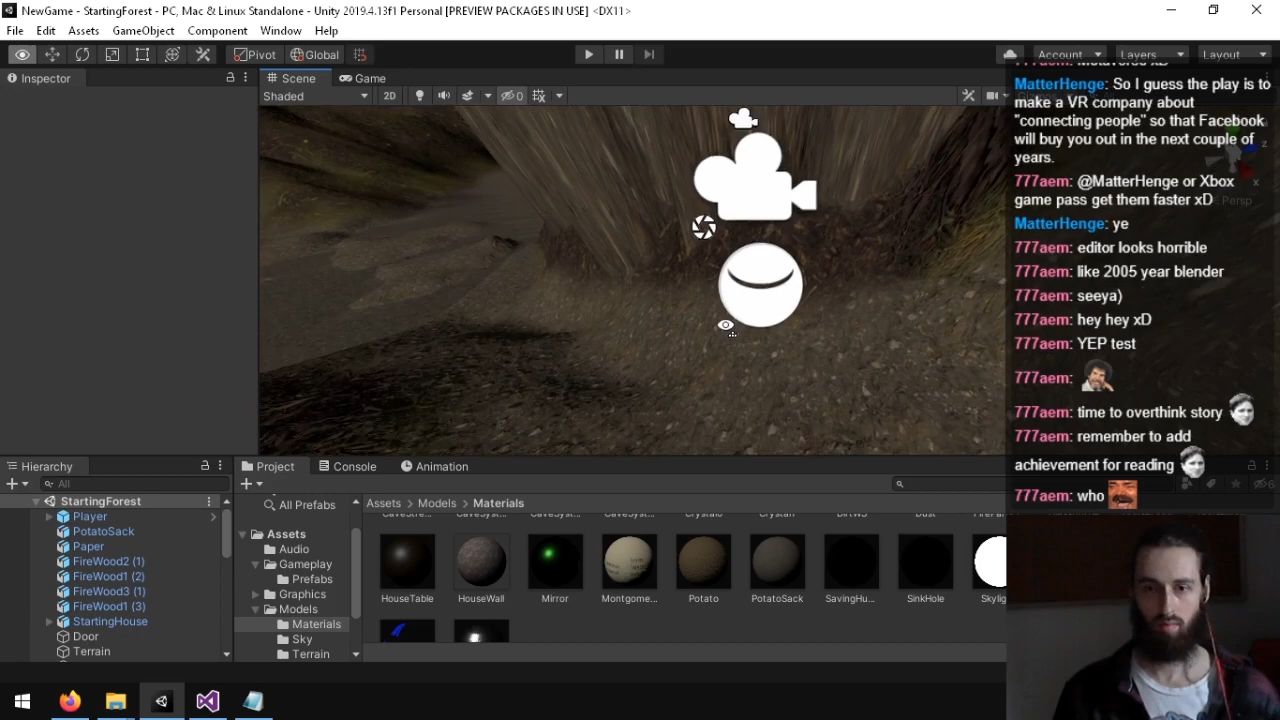 NewGame - StartingForest - PC, Mac & Linux Standalone - Unity 2019.4.13f1 Personal [PREVIEW PACKAGES IN USE] <DX11>
File Edit Assets GameObject Component Window Help
Pivot Global Account Layers Layout
Inspector Scene Game
Shaded 2D 0
MatterHenge: So I guess the play is to
make a VR company about
"connecting people" so that Facebook
will buy you out in the next couple of
years.
777aem: @MatterHenge or Xbox
game pass get them faster xD
Persp
MatterHenge: ye
777aem: editor looks horrible
777aem: like 2005 year blender
777aem: seeya)
777aem: hey hey xD
777aem: YEP test
777aem:
777aem: time to overthink story
777aem: remember to add
achievement for reading
777aem: who
Hierarchy Project Console Animation
All
All Prefabs
Assets Models Materials
StartingForest
Player
PotatoSack
Paper
FireWood2 (1)
FireWood1 (2)
FireWood3 (1)
FireWood1 (3)
StartingHouse
Door
Terrain
Assets
Audio
Gameplay
Prefabs
Graphics
Models
Materials
Sky
Terrain
HouseTable HouseWall Mirror Montgome... Potato PotatoSack SavingHu... SinkHole